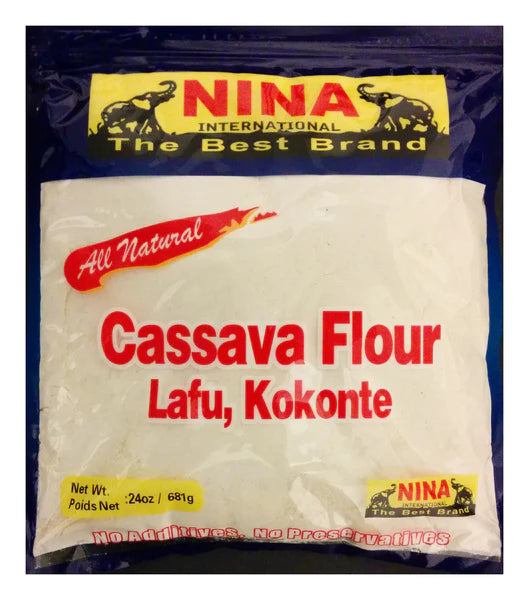 NINA
INTERNATIONAL
The Best Brand
All Natural
Cassava Flour
Lafu, Kokonte
Net Wt.
Poids Net :24oz / 681g
NINA
INTERNATIONAL
The Best Brand
No Additives, No Preservatives